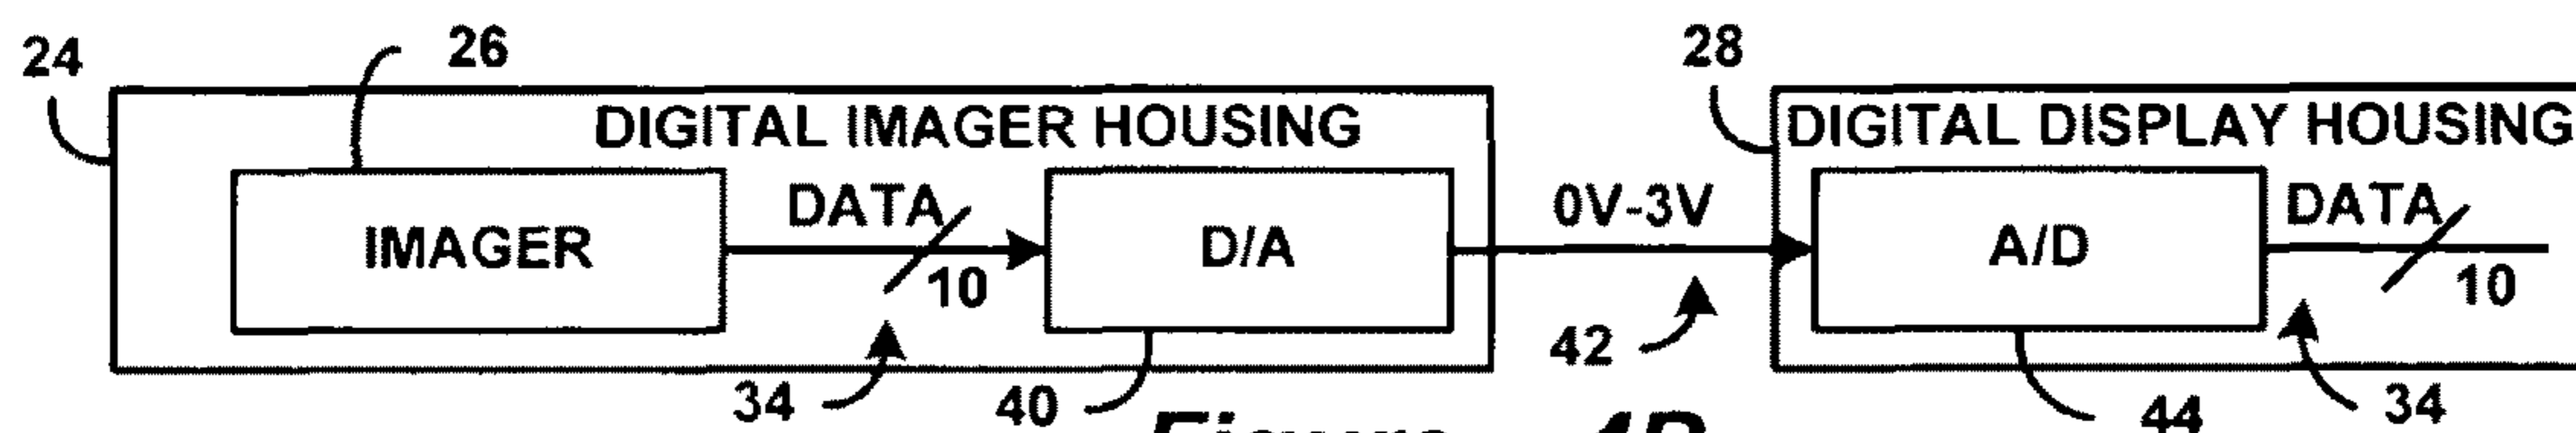 24 26 28
DIGITAL IMAGER HOUSING DIGITAL DISPLAY HOUSING
DATA 0V-3V DATA
IMAGER D/A A/D
10 10
42
34 40 44 34